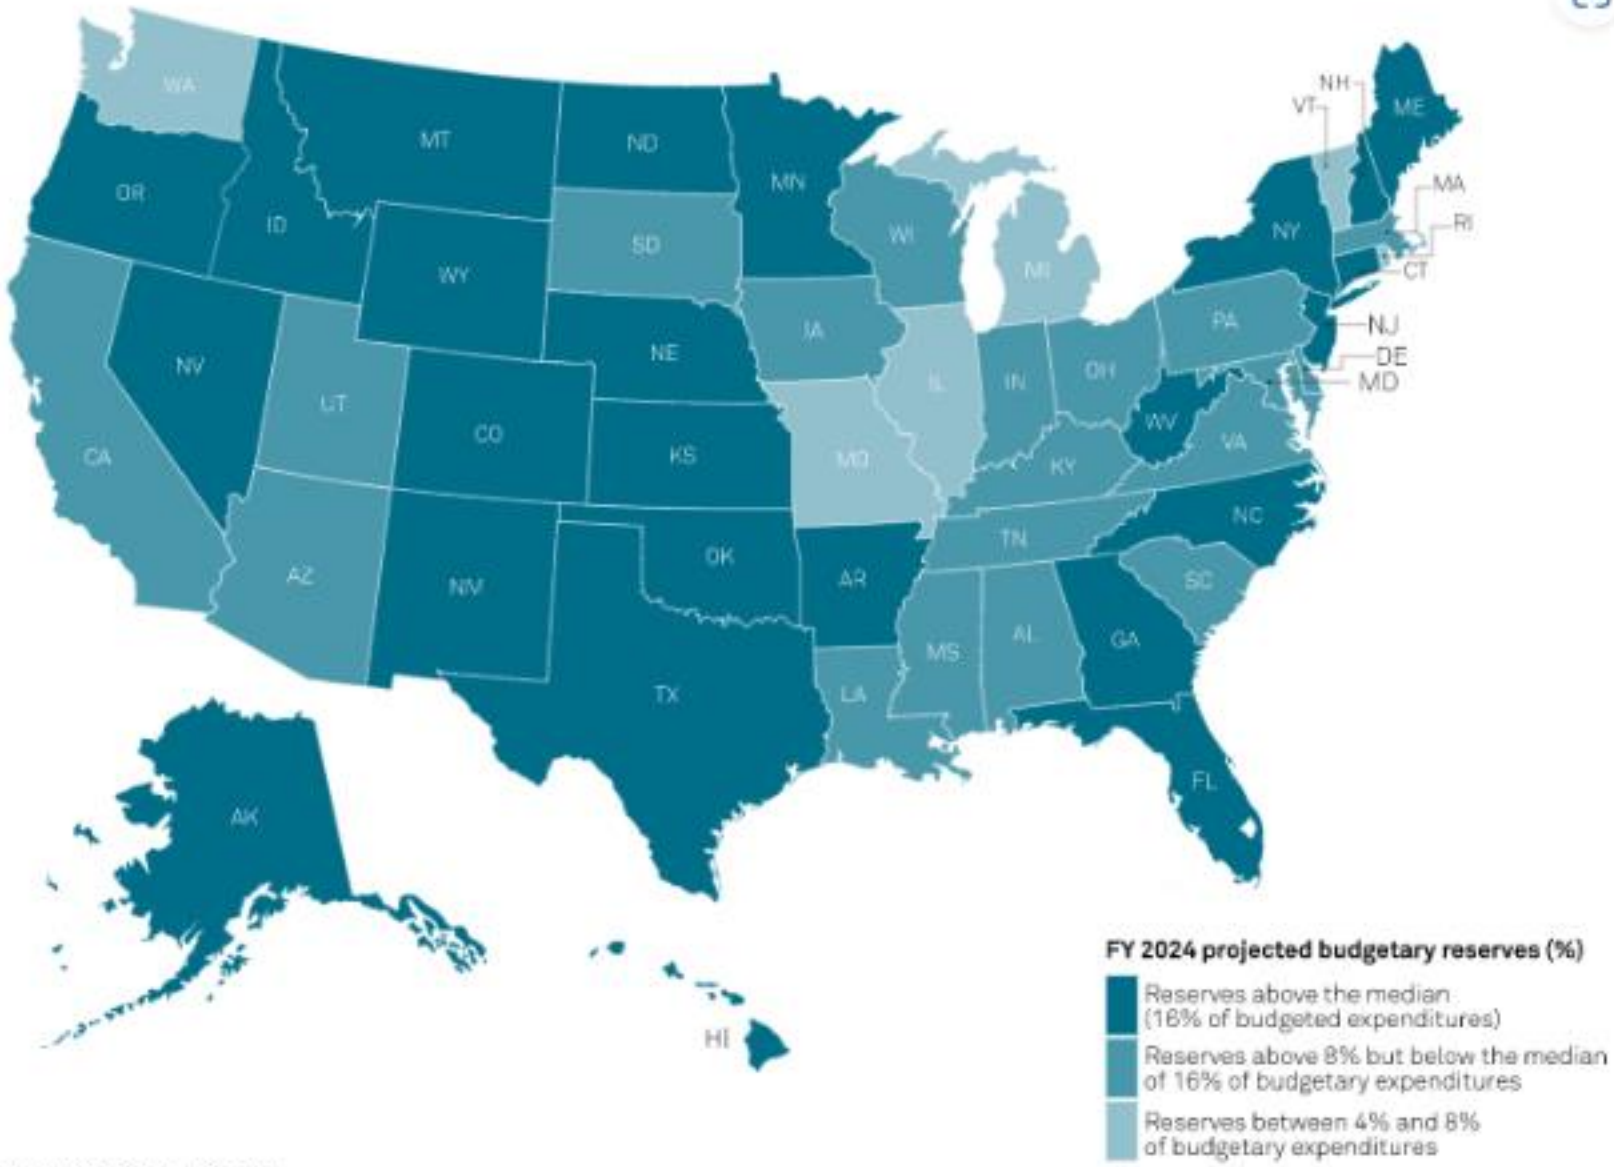 WA
NH
VT
ME
MT
ND
MN
OR
ID
MA
RI
SD
WI
NY
WY
MI
CT
IA
PA
NJ
NE
DE
NV
OH
IN
MD
IL
UT
WV
CO
VA
KS
CA
MO
KY
NC
TN
OK
AZ
AR
SC
NM
AL
GA
MS
TX
LA
FL
AK
HI
FY 2024 projected budgetary reserves (%)
Reserves above the median
(16% of budgeted expenditures)
Reserves above 8% but below the median
of 16% of budgetary expenditures
Reserves between 4% and 8%
of budgetary expenditures